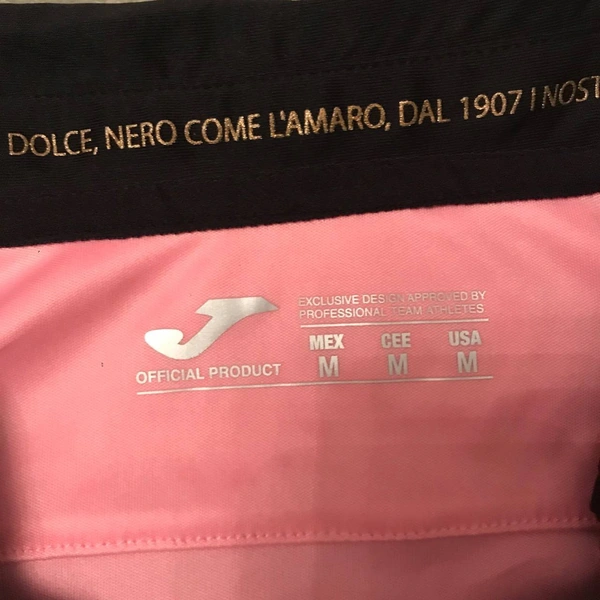 DOLCE, NERO COME L'AMARO, DAL 1907 I NOST
EXCLUSIVE DESIGN APPROVED BY
PROFESSIONAL TEAM ATHLETES
MEX CEE USA
M M M
OFFICIAL PRODUCT